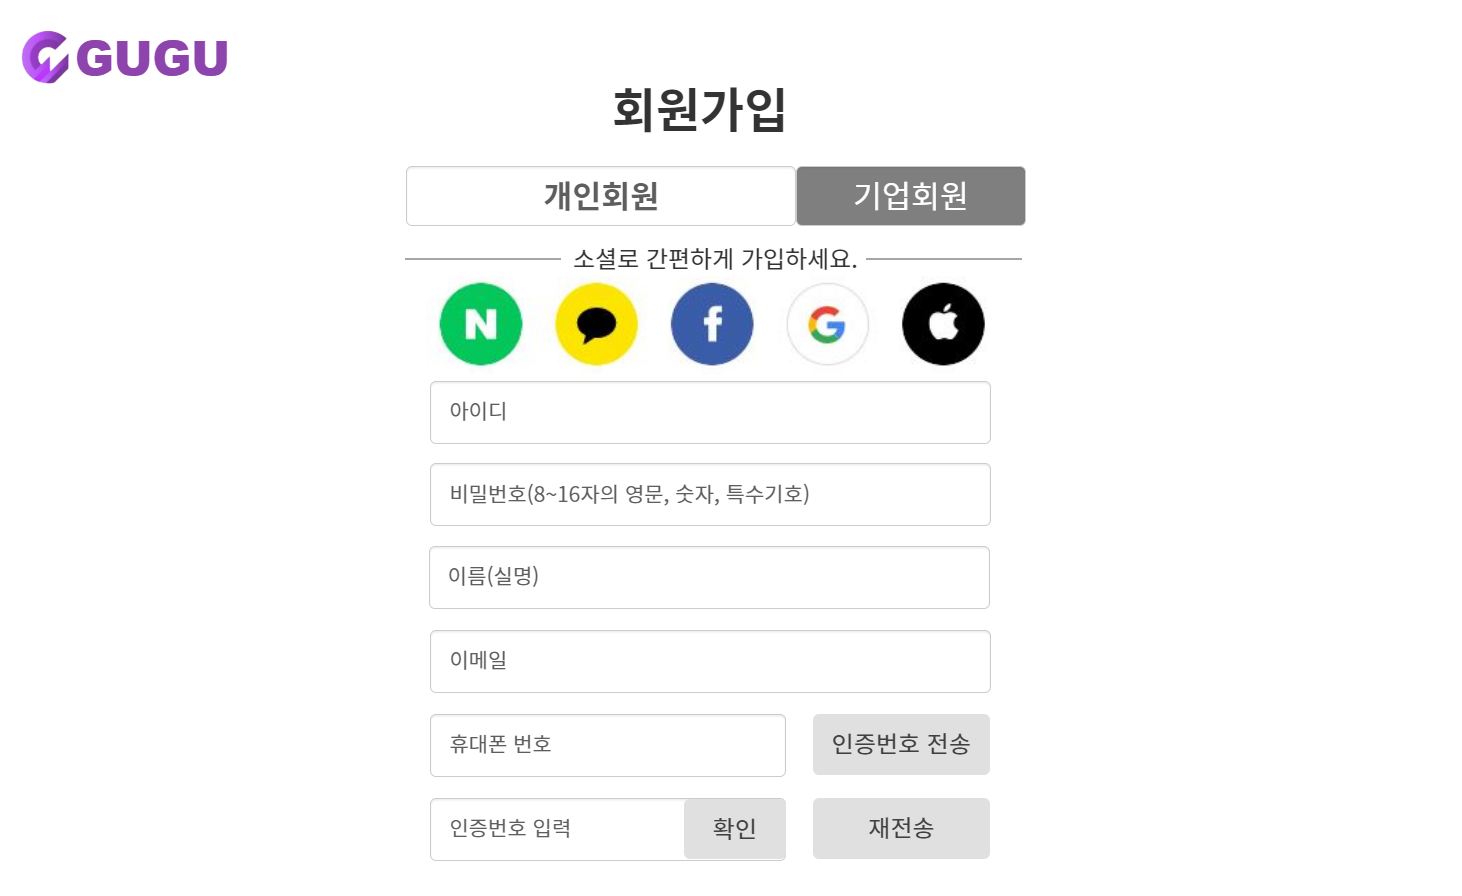 GUGU
회원가입
개인회원 기업회원
소셜로 간편하게 가입하세요.
아이디
비밀번호(8~16자의 영문, 숫자, 특수기호)
이름(실명)
이메일
휴대폰 번호 인증번호 전송
인증번호 입력 확인 재전송